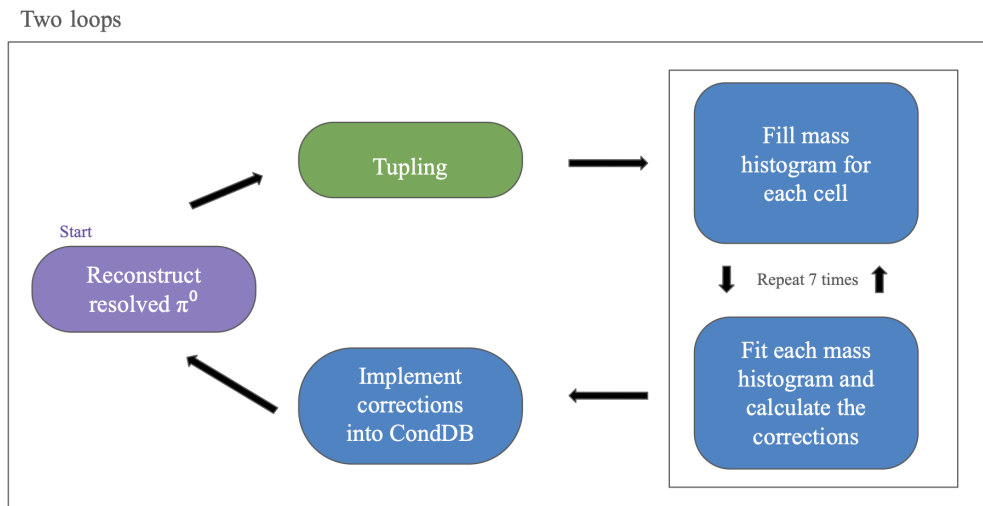 Two loops
Tupling
Fill mass
histogram for
each cell
Start
Reconstruct
resolved π⁰
Repeat 7 times
Implement
corrections
into CondDB
Fit each mass
histogram and
calculate the
corrections